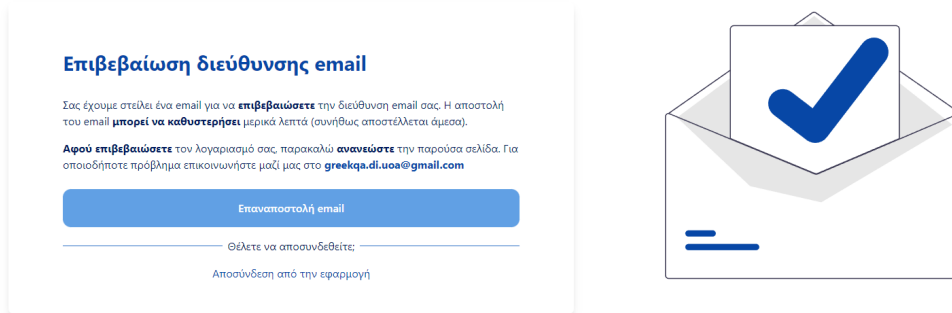 Επιβεβαίωση διεύθυνσης email
Σας έχουμε στείλει ένα email για να επιβεβαιώσετε την διεύθυνση email σας. Η αποστολή
του email μπορεί να καθυστερήσει μερικά λεπτά (συνήθως αποστέλλεται άμεσα).
Αφού επιβεβαιώσετε τον λογαριασμό σας, παρακαλώ ανανεώστε την παρούσα σελίδα. Για
οποιοδήποτε πρόβλημα επικοινωνήστε μαζί μας στο greekqa.di.uoa@gmail.com
Επαναποστολή email
Θέλετε να αποσυνδεθείτε;
Αποσύνδεση από την εφαρμογή